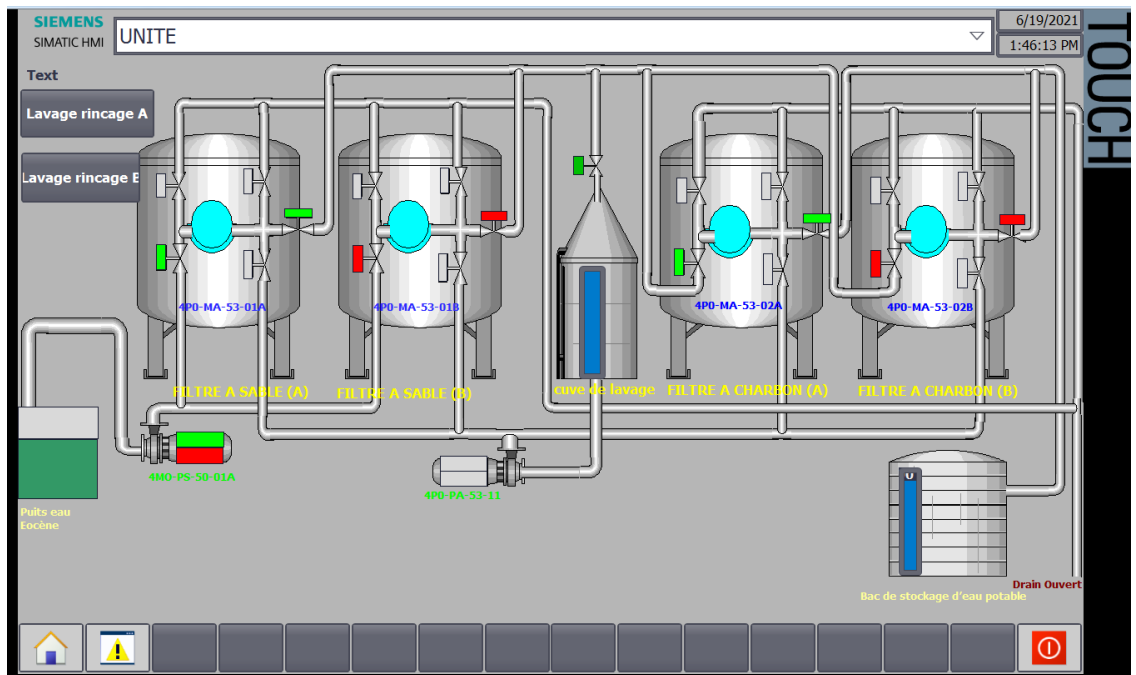 SIEMENS
SIMATIC HMI
UNITE
6/19/2021
1:46:13 PM
TOUCH
Text
Lavage rincage A
Lavage rincage B
4P0-MA-53-01A
4P0-MA-53-01B
4P0-MA-53-02A
4P0-MA-53-02B
FILTRE A SABLE (A)
FILTRE A SABLE (B)
cuve de lavage
FILTRE A CHARBON (A)
FILTRE A CHARBON (B)
4M0-PS-50-01A
4P0-PA-53-11
Puits eau
Eocène
Drain Ouvert
Bac de stockage d'eau potable